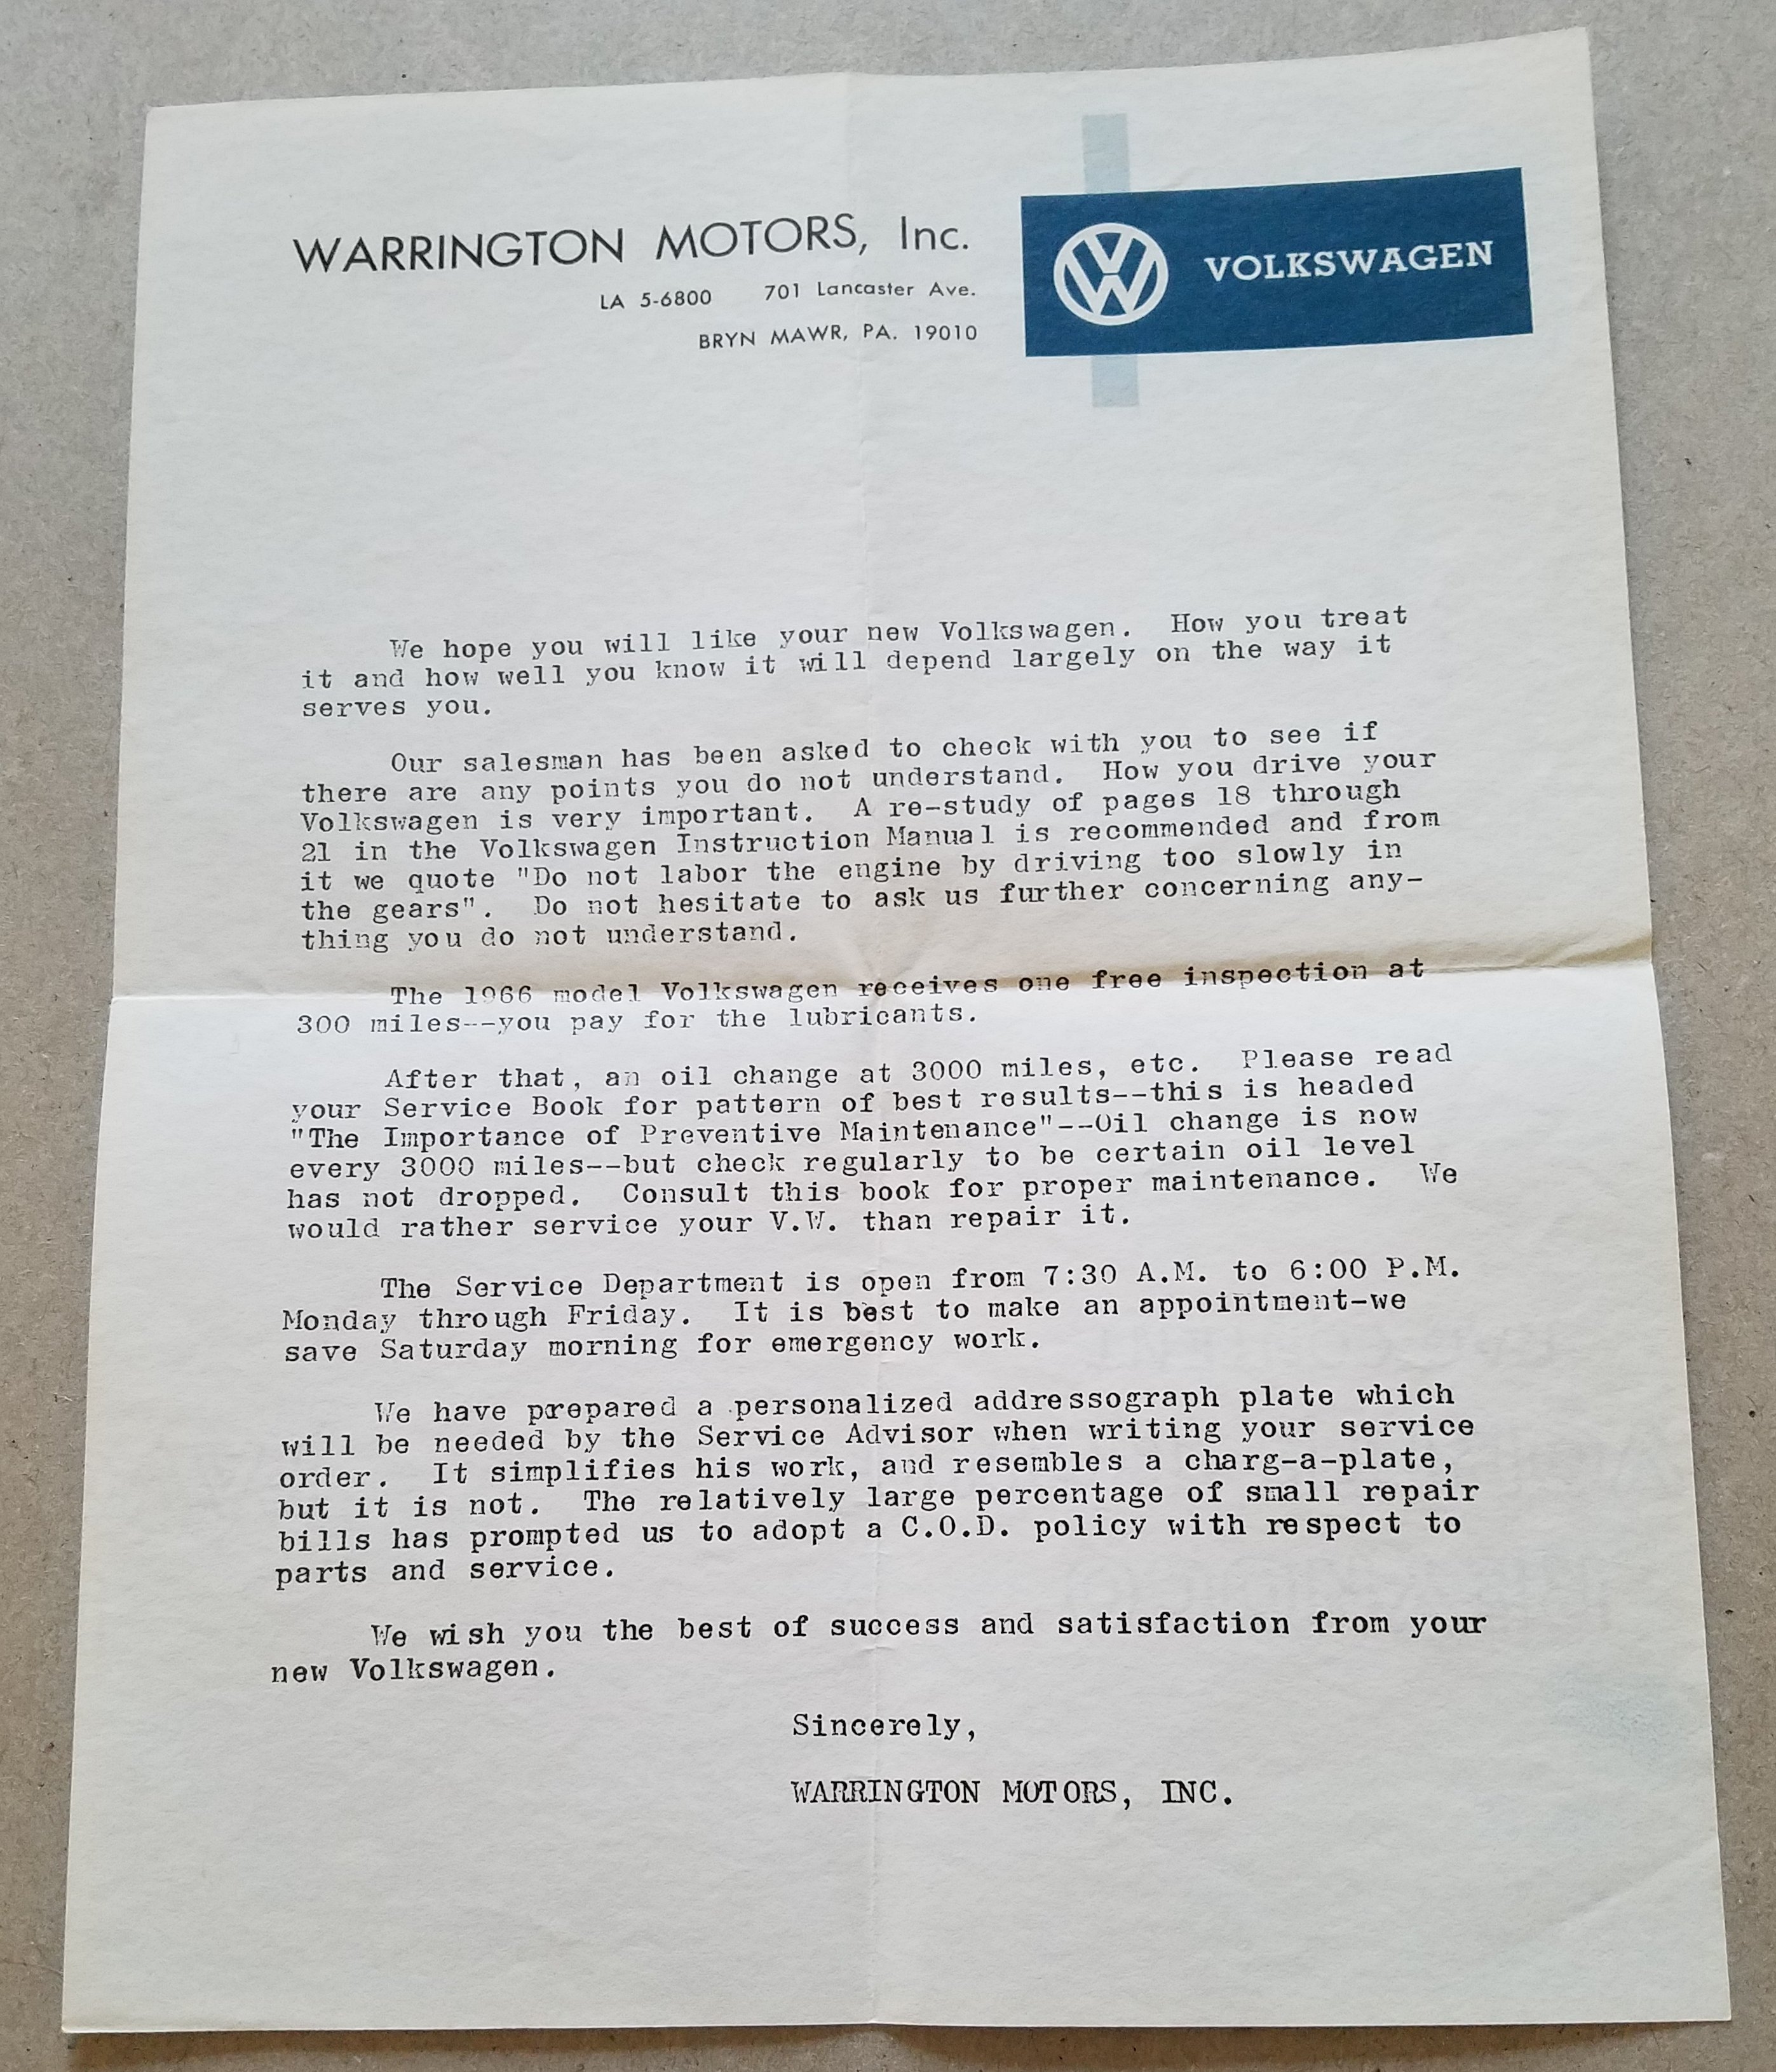 WARRINGTON MOTORS, Inc.
LA 5-6800 701 Lancaster Ave.
BRYN MAWR, PA. 19010
VOLKSWAGEN
We hope you will like your new Volkswagen. How you treat
it and how well you know it will depend largely on the way it
serves you.
Our salesman has been asked to check with you to see if
there are any points you do not understand. How you drive your
Volkswagen is very important. A re-study of pages 18 through
21 in the Volkswagen Instruction Manual is recommended and from
it we quote "Do not labor the engine by driving too slowly in
the gears". Do not hesitate to ask us further concerning any-
thing you do not understand.
The 1966 model Volkswagen receives one free inspection at
300 miles--you pay for the lubricants.
After that, an oil change at 3000 miles, etc. Please read
your Service Book for pattern of best results--this is headed
"The Importance of Preventive Maintenance"--Oil change is now
every 3000 miles--but check regularly to be certain oil level
has not dropped. Consult this book for proper maintenance. We
would rather service your V.W. than repair it.
The Service Department is open from 7:30 A.M. to 6:00 P.M.
Monday through Friday. It is best to make an appointment-we
save Saturday morning for emergency work.
We have prepared a personalized addressograph plate which
will be needed by the Service Advisor when writing your service
order. It simplifies his work, and resembles a charg-a-plate,
but it is not. The relatively large percentage of small repair
bills has prompted us to adopt a C.O.D. policy with respect to
parts and service.
We wish you the best of success and satisfaction from your
new Volkswagen.
Sincerely,
WARRINGTON MOTORS, INC.